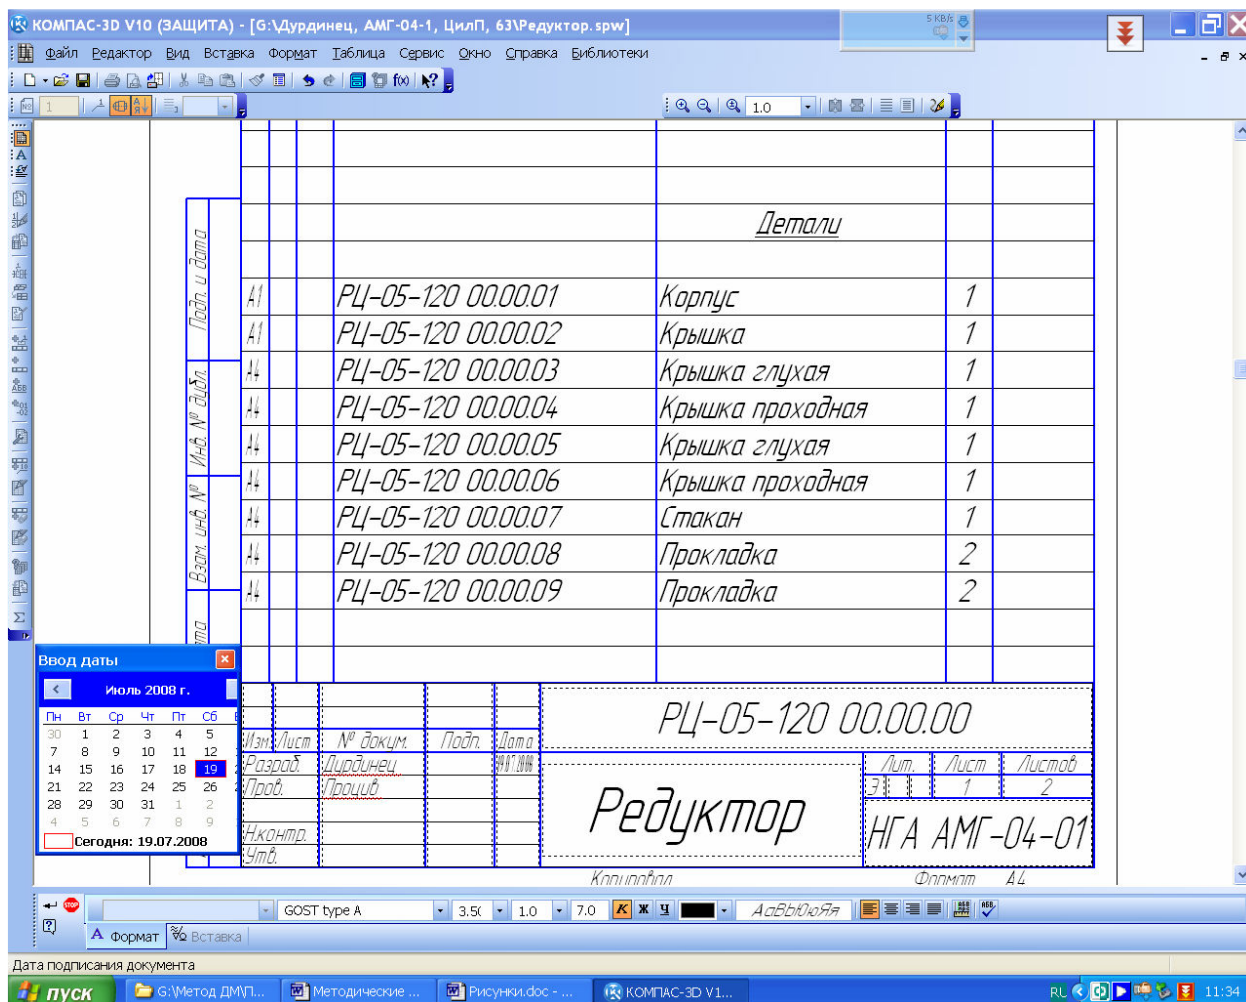 КОМПАС-3D V10 (ЗАЩИТА) - [G:\Дурдинец, АМГ-04-1, ЦилП, 63\Редуктор.spw]
5 KB/s
Файл Редактор Вид Вставка Формат Таблица Сервис Окно Справка Библиотеки
1
1.0
Детали
Подп. и дата
А1 РЦ-05-120 00.00.01 Корпус 1
А1 РЦ-05-120 00.00.02 Крышка 1
А4 РЦ-05-120 00.00.03 Крышка глухая 1
А4 РЦ-05-120 00.00.04 Крышка проходная 1
Инв. № дубл.
А4 РЦ-05-120 00.00.05 Крышка глухая 1
А4 РЦ-05-120 00.00.06 Крышка проходная 1
А4 РЦ-05-120 00.00.07 Стакан 1
Взам. инв. №
А4 РЦ-05-120 00.00.08 Прокладка 2
А4 РЦ-05-120 00.00.09 Прокладка 2
Ввод даты
Июль 2008 г.
Пн Вт Ср Чт Пт Сб
30 1 2 3 4 5
7 8 9 10 11 12
14 15 16 17 18 19
21 22 23 24 25 26
28 29 30 31 1 2
4 5 6 7 8 9
Сегодня: 19.07.2008
РЦ-05-120 00.00.00
Изм. Лист № докум. Подп. Дата
Разраб. Дурдинец 19.07.2008
Пров. Процив
Н.контр.
Утв.
Редуктор
Лит. Лист Листов
Э 1 2
НГА АМГ-04-01
Копировал Формат А4
GOST type A 3.5 1.0 7.0 К Ж Ч АаВbЮюЯя
Формат Вставка
Дата подписания документа
пуск G:\Метод ДМ\П... Методические ... Рисунки.doc - ... КОМПАС-3D V1... RU 11:34